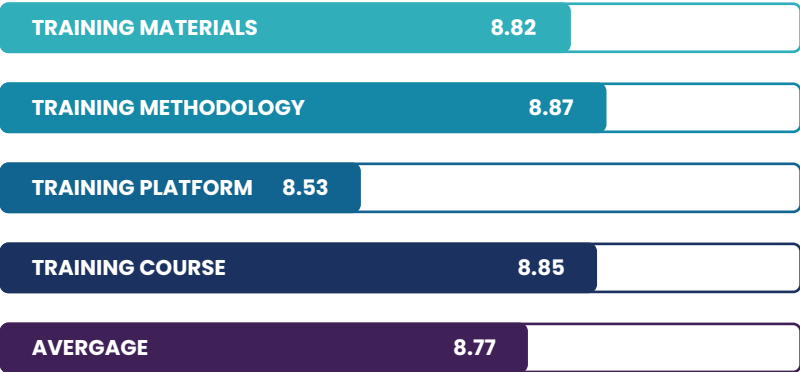 TRAINING MATERIALS 8.82
TRAINING METHODOLOGY 8.87
TRAINING PLATFORM 8.53
TRAINING COURSE 8.85
AVERGAGE 8.77